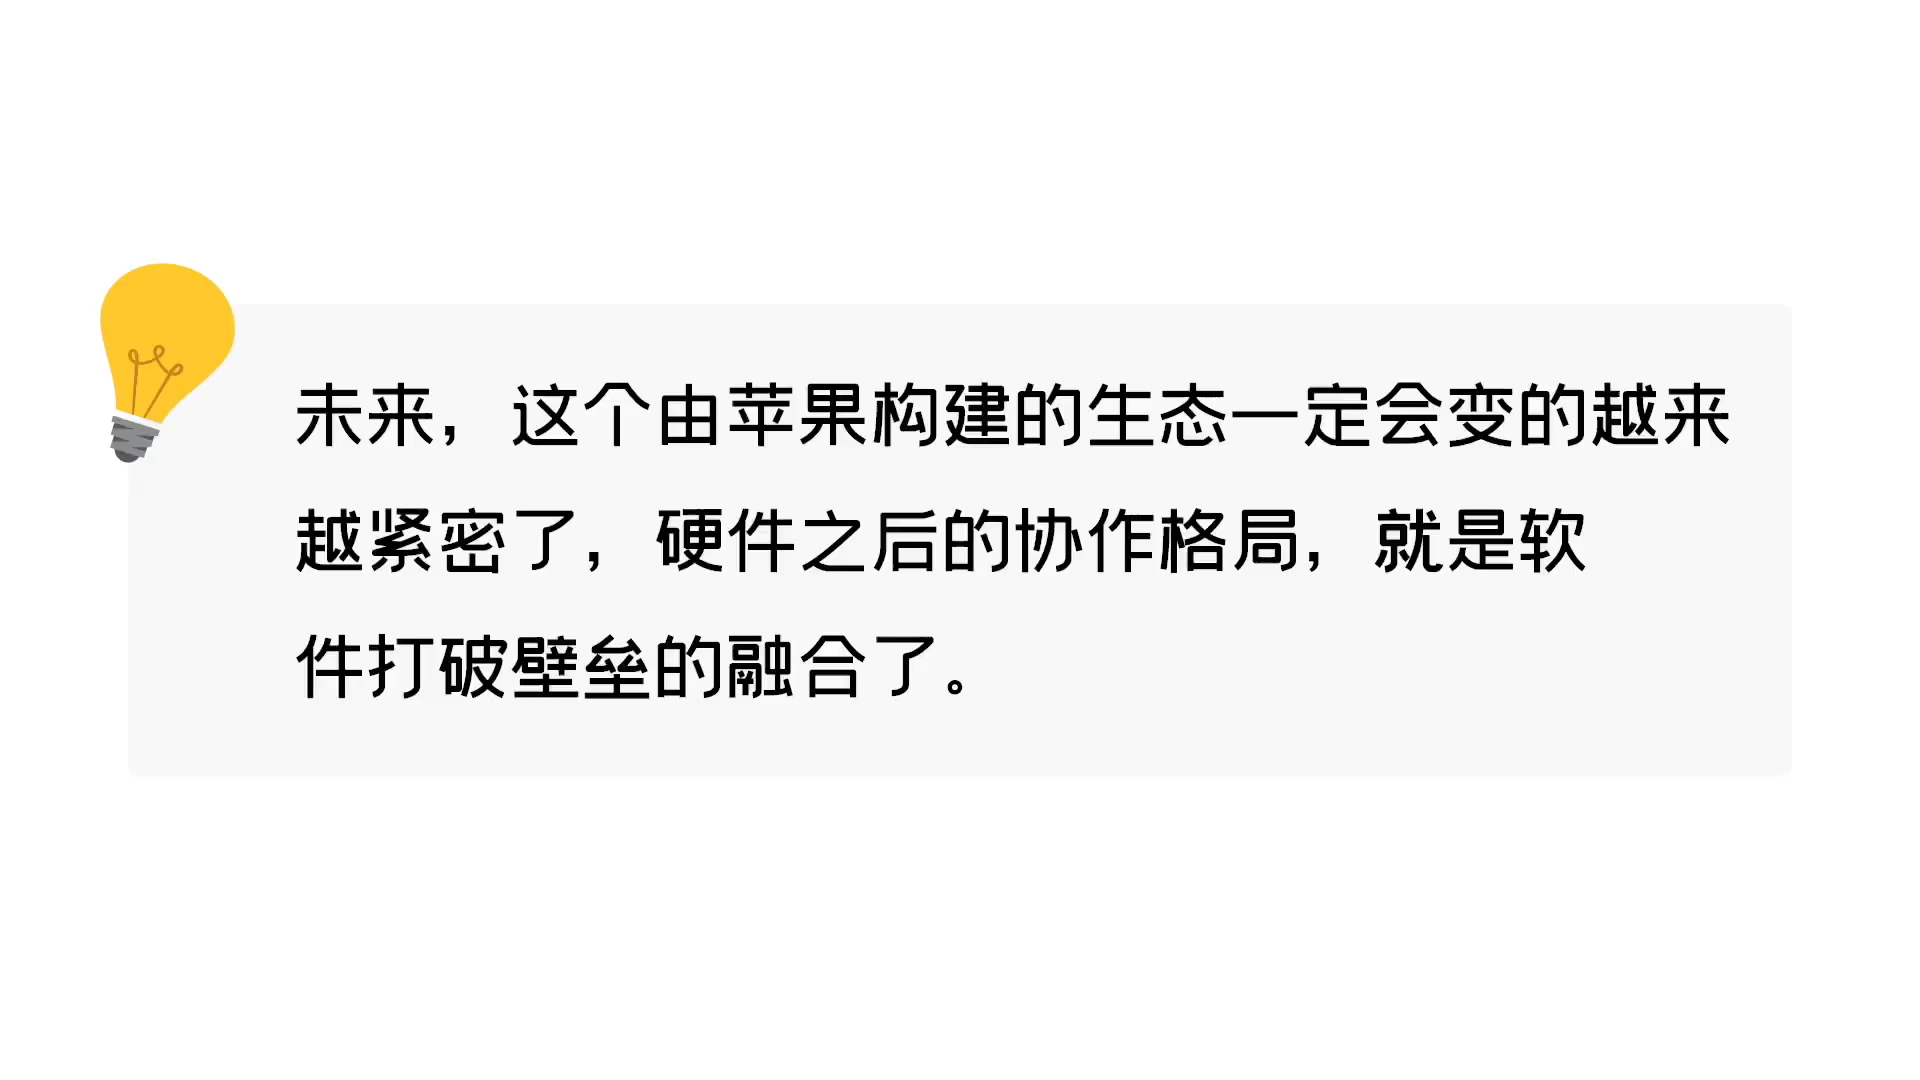 未来，这个由苹果构建的生态一定会变的越来
越紧密了，硬件之后的协作格局，就是软
件打破壁垒的融合了。